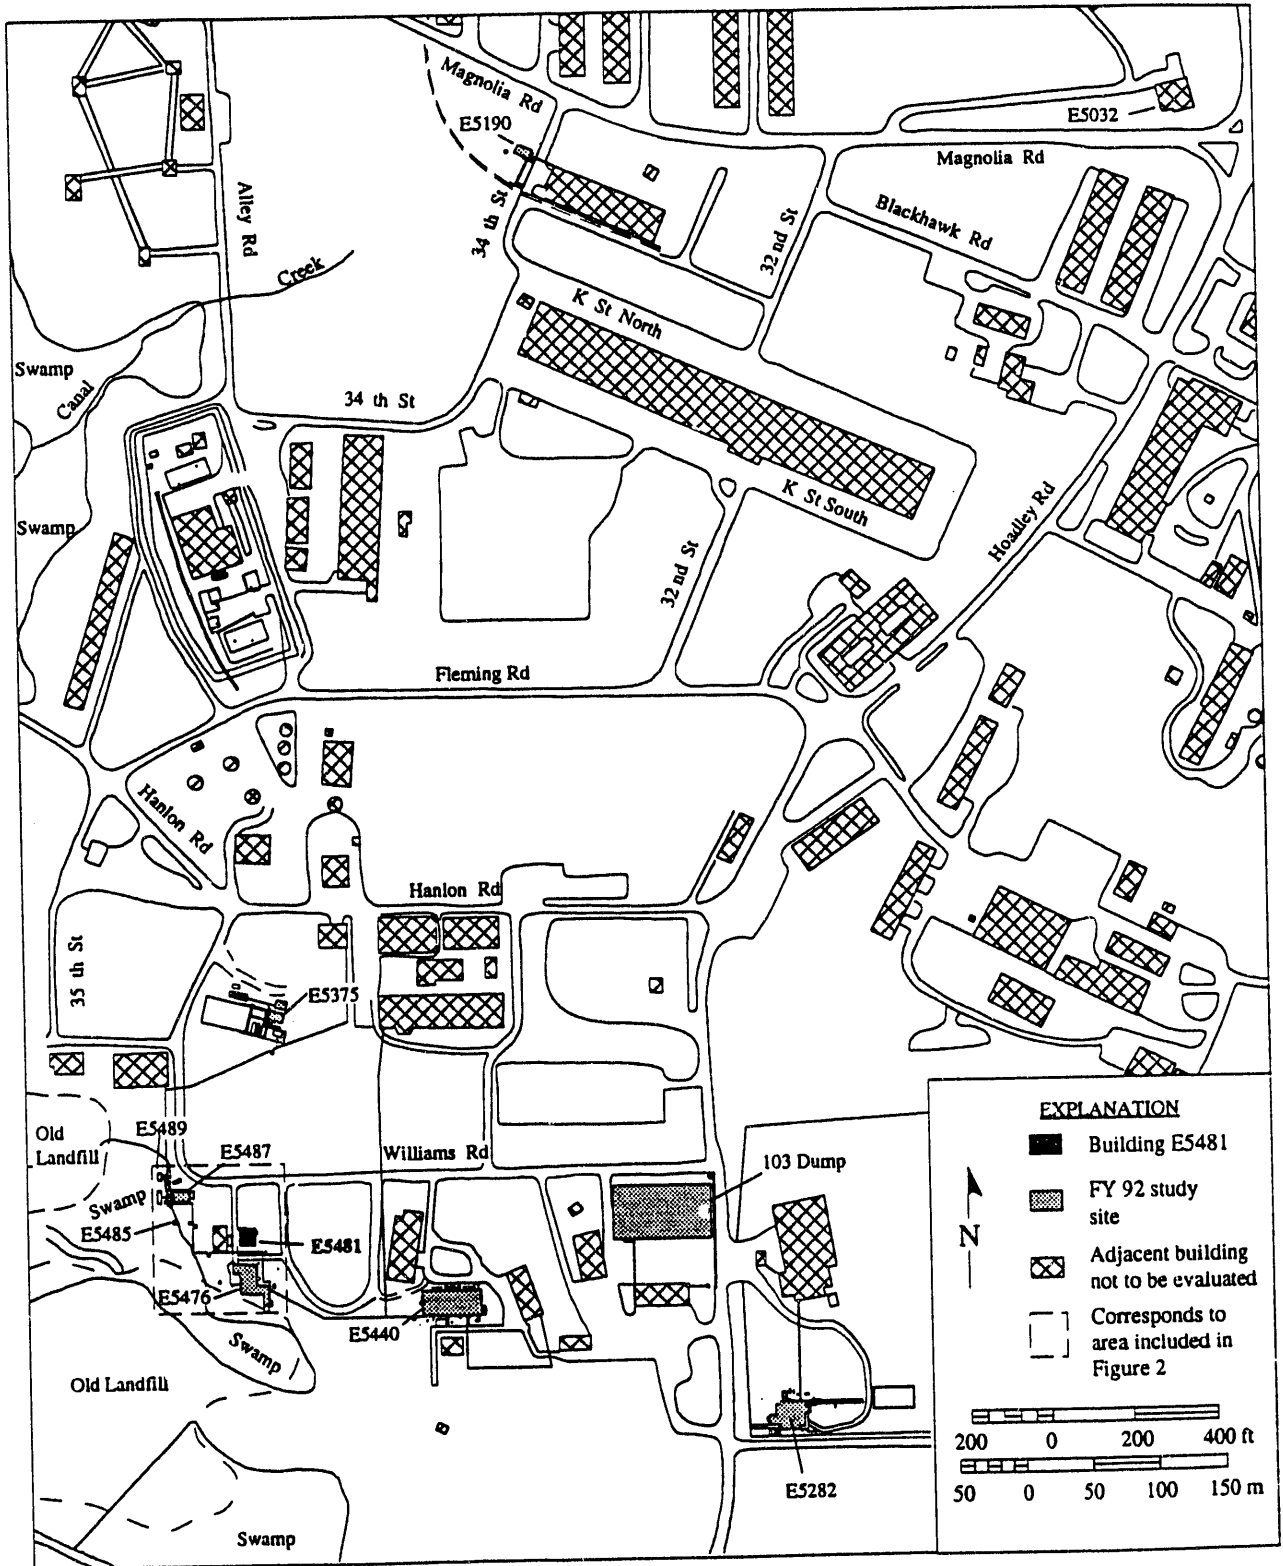 Magnolia Rd
E5190
E5032
Magnolia Rd
Alley Rd
34 th St
32 nd St
Blackhawk Rd
Creek
K St North
Swamp
Canal
34 th St
K St South
Swamp
Hoadley Rd
32 nd St
Fleming Rd
Hanlon Rd
Hanlon Rd
35 th St
E5375
E5489
Old
Landfill
E5487
Williams Rd
103 Dump
Swamp
E5485
E5481
E5476
E5440
Swamp
Old Landfill
E5282
Swamp
EXPLANATION
Building E5481
FY 92 study
site
Adjacent building
not to be evaluated
Corresponds to
area included in
Figure 2
N
200 0 200 400 ft
50 0 50 100 150 m